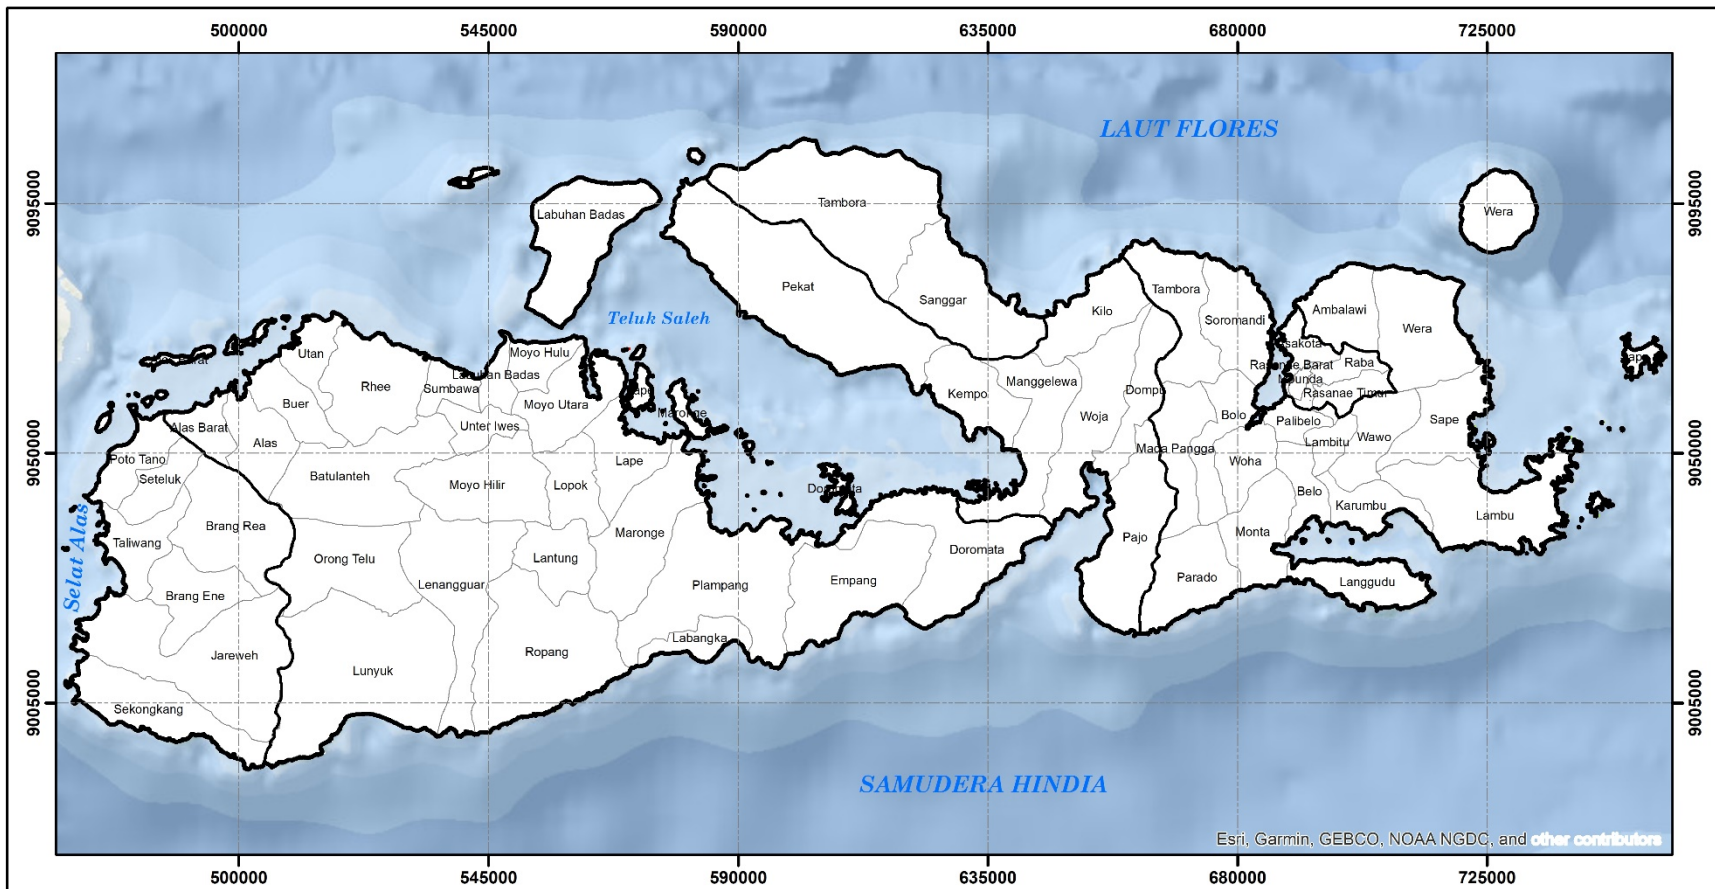 500000 545000 590000 635000 680000 725000
LAUT FLORES
9095000 Labuhan Badas Tambora Wera 9095000
Pekat Sanggar Kilo Tambora
Teluk Saleh Soromandi Ambalawi Wera
Utan Moyo Hulu
Rhee Sumbawa Labuhan Badas Manggelewa Dompu Rasanae Barat Raba
Buer Moyo Utara Kempo Rasanae Timur
Alas Barat Alas Unter Iwes Maronge Woja Bolo Palibelo Sape
Lambitu Wawo
9050000 Poto Tano Lape Mada Pangga Woha 9050000
Seteluk Batulanteh Moyo Hilir Lopok Belo
Brang Rea Karumbu Lambu
Selat Alas
Taliwang Orong Telu Lantung Maronge Doromata Pajo Monta
Brang Ene Lenangguar Plampang Empang Parado Langgudu
Jareweh Lunyuk Ropang Labangka
9005000 Sekongkang 9005000
SAMUDERA HINDIA
Esri, Garmin, GEBCO, NOAA NGDC, and other contributors
500000 545000 590000 635000 680000 725000